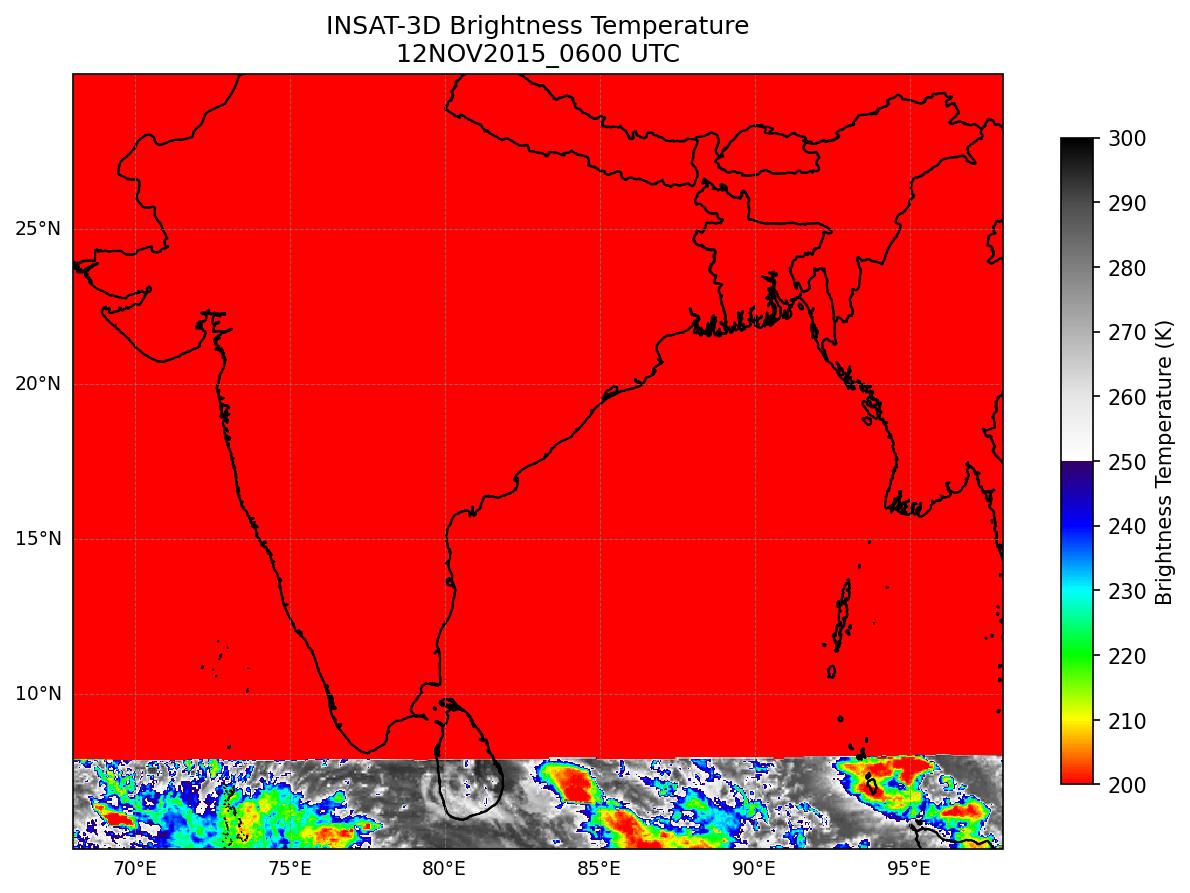 INSAT-3D Brightness Temperature
12NOV2015_0600 UTC
25°N
20°N
15°N
10°N
70°E
75°E
80°E
85°E
90°E
95°E
300
290
280
270
260
250
240
230
220
210
200
Brightness Temperature (K)